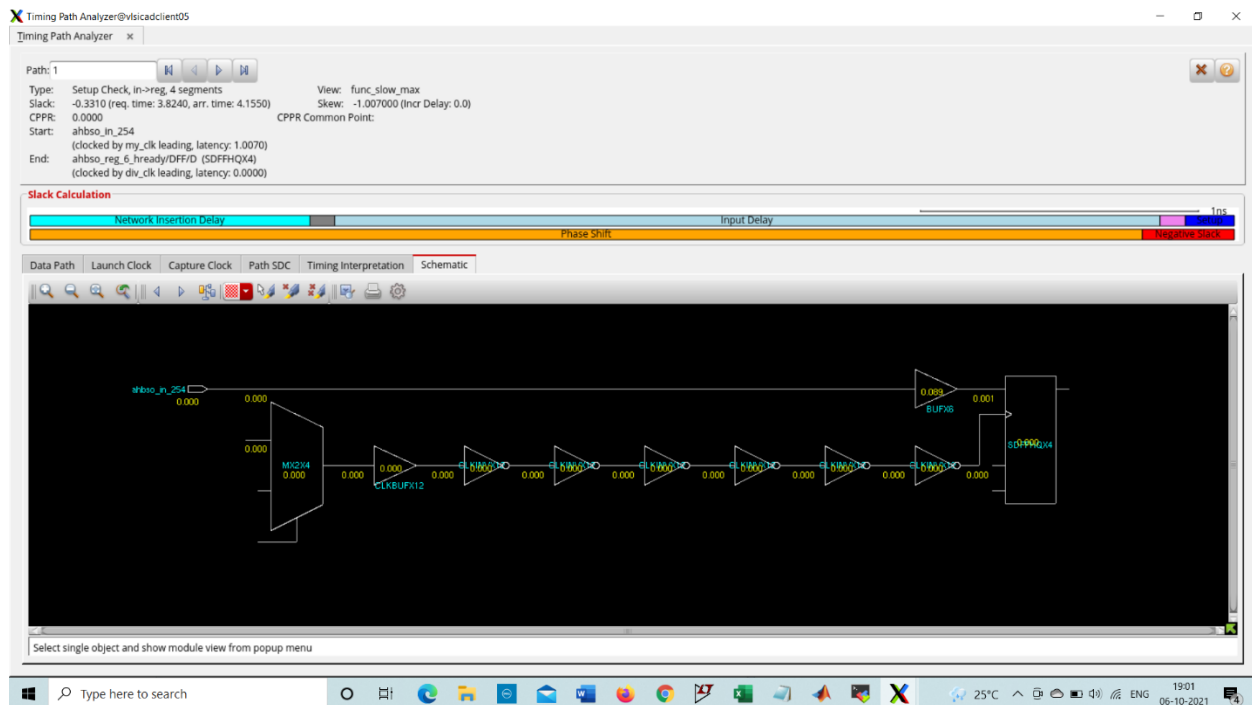 Timing Path Analyzer@vlsicadclient05
Timing Path Analyzer
Path: 1
Type: Setup Check, in->reg, 4 segments View: func_slow_max
Slack: -0.3310 (req. time: 3.8240, arr. time: 4.1550) Skew: -1.007000 (Incr Delay: 0.0)
CPPR: 0.0000 CPPR Common Point:
Start: ahbso_in_254
(clocked by my_clk leading, latency: 1.0070)
End: ahbso_reg_6_hready/DFF/D (SDFFHQX4)
(clocked by div_clk leading, latency: 0.0000)
Slack Calculation
1ns
Network Insertion Delay Input Delay Setup
Phase Shift Negative Slack
Data Path Launch Clock Capture Clock Path SDC Timing Interpretation Schematic
ahbso_in_254
0.000 0.000 0.089 0.001
BUFX6
0.000 0.000
MX2X4 0.000
0.000 0.000 0.000 0.000 0.000 0.000 0.000 0.000
CLKBUFX12
Select single object and show module view from popup menu
Type here to search
25°C ENG 19:01
06-10-2021
4